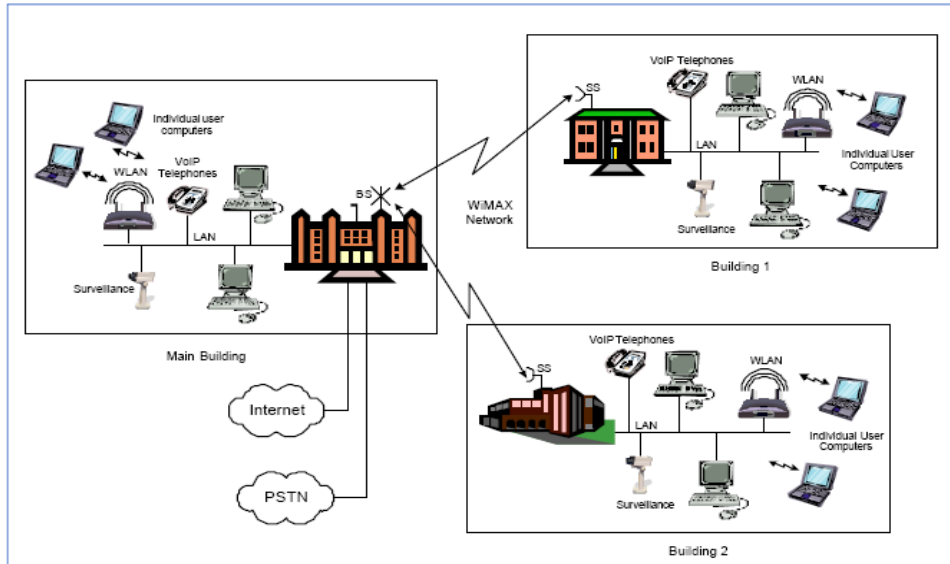 Individual user
computers
WLAN
VoIP
Telephones
BS
LAN
Surveillance
Main Building
Internet
PSTN
WiMAX
Network
VoIP Telephones
SS
WLAN
LAN
Individual User
Computers
Surveillance
Building 1
VoIP Telephones
SS
WLAN
LAN
Individual User
Computers
Surveillance
Building 2